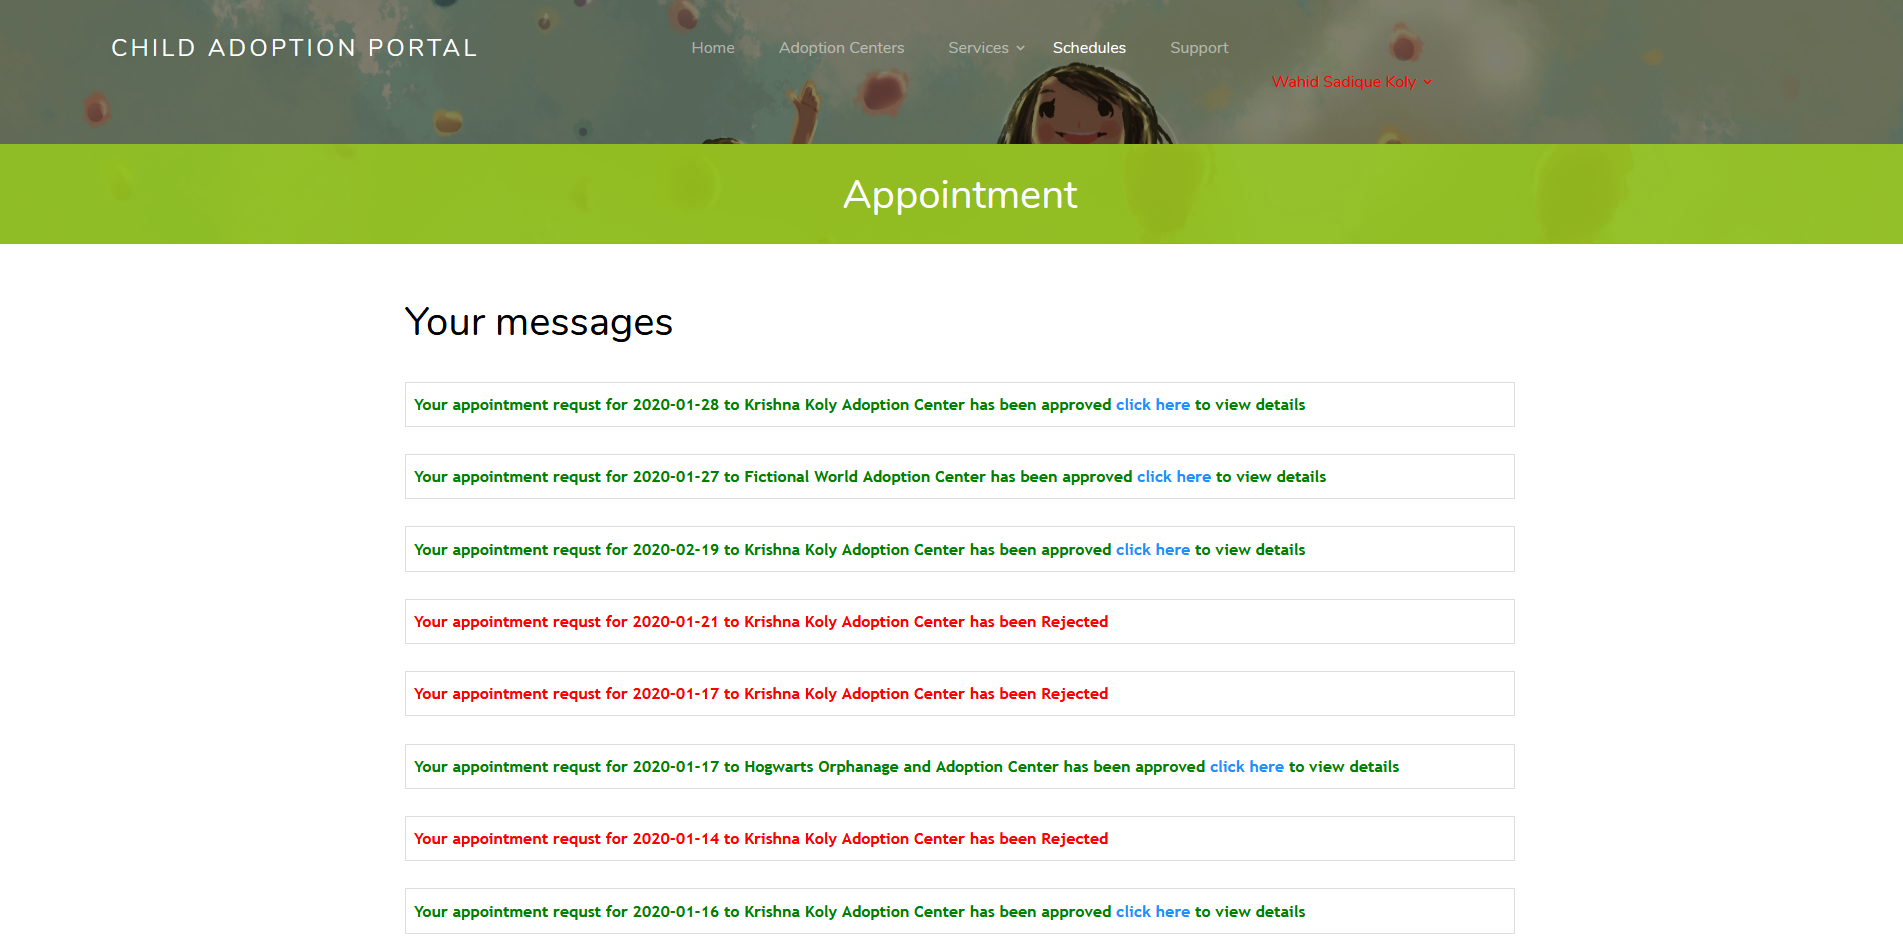 CHILD ADOPTION PORTAL
Home Adoption Centers Services Schedules Support
Wahid Sadique Koly
Appointment
Your messages
Your appointment requst for 2020-01-28 to Krishna Koly Adoption Center has been approved click here to view details
Your appointment requst for 2020-01-27 to Fictional World Adoption Center has been approved click here to view details
Your appointment requst for 2020-02-19 to Krishna Koly Adoption Center has been approved click here to view details
Your appointment requst for 2020-01-21 to Krishna Koly Adoption Center has been Rejected
Your appointment requst for 2020-01-17 to Krishna Koly Adoption Center has been Rejected
Your appointment requst for 2020-01-17 to Hogwarts Orphanage and Adoption Center has been approved click here to view details
Your appointment requst for 2020-01-14 to Krishna Koly Adoption Center has been Rejected
Your appointment requst for 2020-01-16 to Krishna Koly Adoption Center has been approved click here to view details